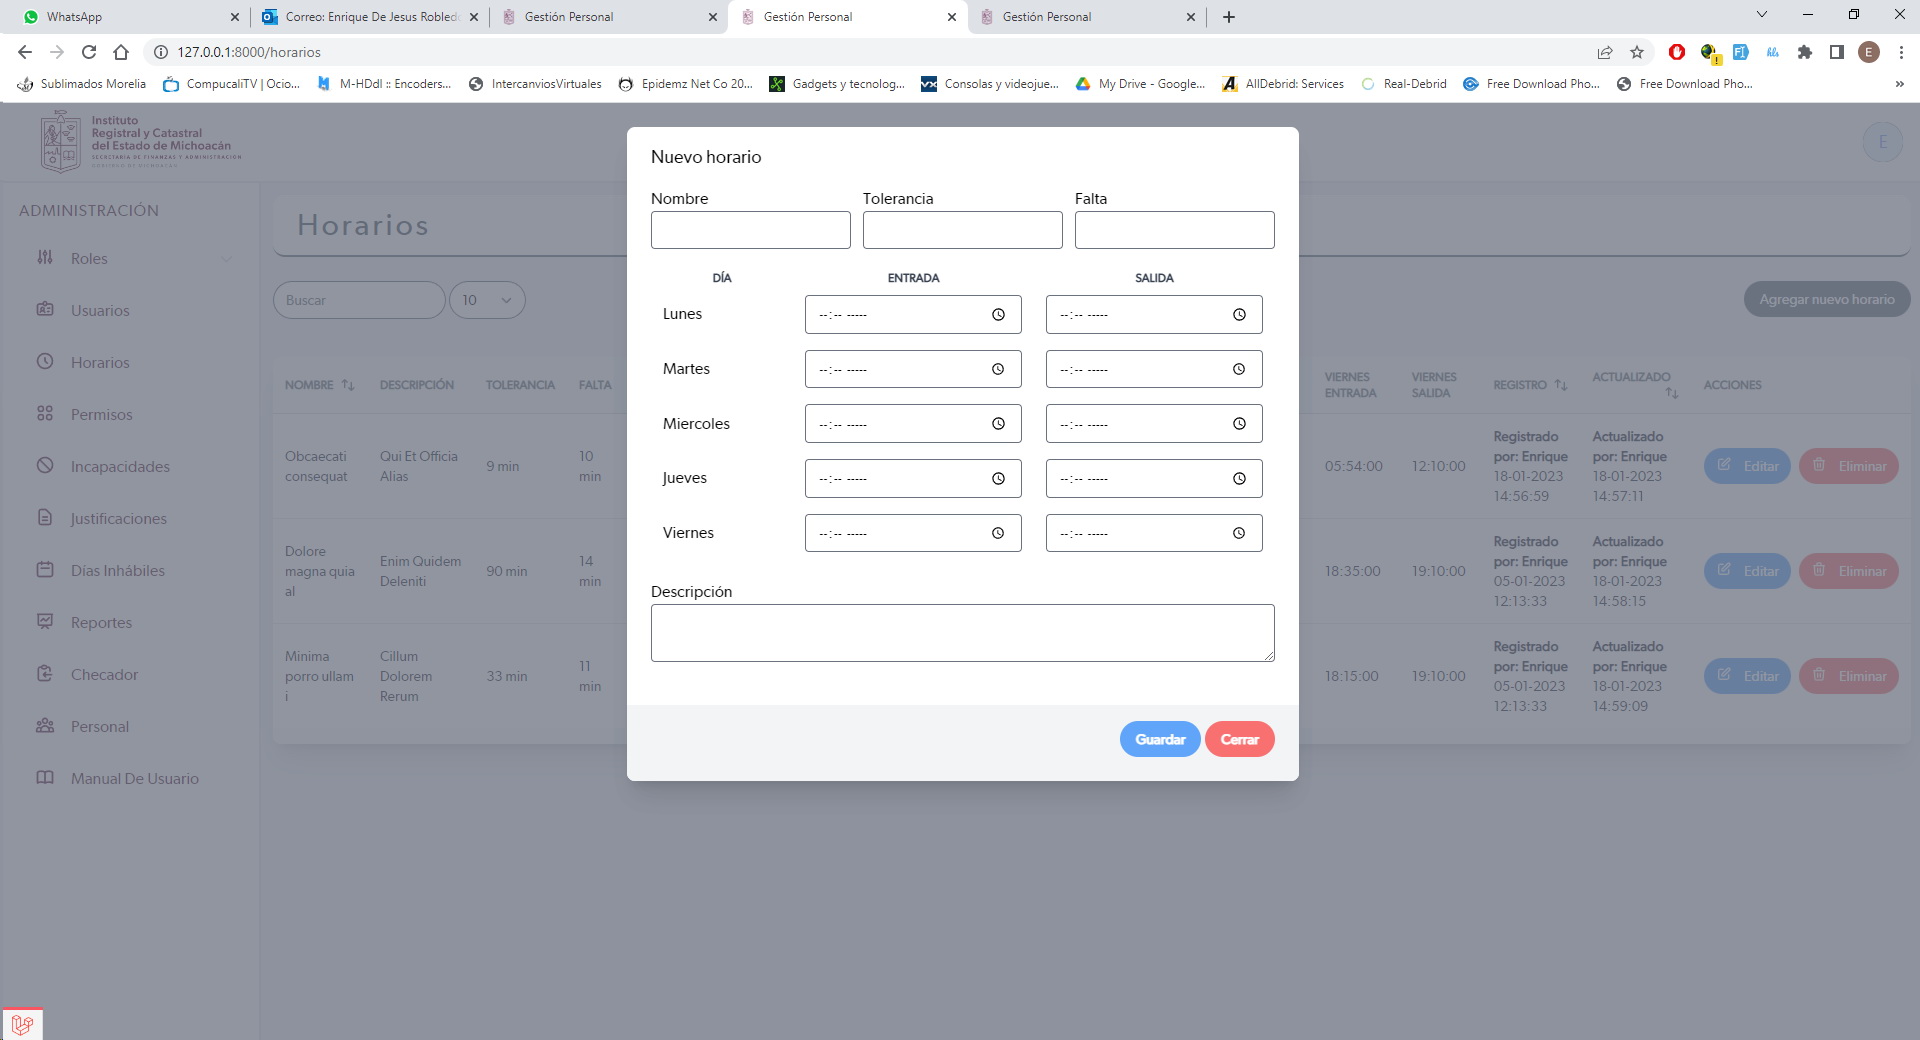 WhatsApp
Correo: Enrique De Jesus Robled
Gestión Personal
Gestión Personal
Gestión Personal
127.0.0.1:8000/horarios
E
Sublimados Morelia
CompucaliTV | Ocio...
M-HDdl :: Encoders...
IntercanviosVirtuales
Epidemz Net Co 20...
Gadgets y tecnolog...
Consolas y videojue...
My Drive - Google...
AllDebrid: Services
Real-Debrid
Free Download Pho...
Free Download Pho...
»
Instituto
Registral y Catastral
del Estado de Michoacán
SECRETARÍA DE FINANZAS Y ADMINISTRACIÓN
GOBIERNO DE MICHOACÁN
E
ADMINISTRACIÓN
Roles
Usuarios
Horarios
Permisos
Incapacidades
Justificaciones
Días Inhábiles
Reportes
Checador
Personal
Manual De Usuario
Horarios
Buscar
10
Agregar nuevo horario
NOMBRE
DESCRIPCIÓN
TOLERANCIA
FALTA
VIERNES
ENTRADA
VIERNES
SALIDA
REGISTRO
ACTUALIZADO
ACCIONES
Obcaecati
consequat
Qui Et Officia
Alias
9 min
10
min
05:54:00
12:10:00
Registrado
por: Enrique
18-01-2023
14:56:59
Actualizado
por: Enrique
18-01-2023
14:57:11
Editar
Eliminar
Dolore
magna quia
al
Enim Quidem
Deleniti
90 min
14
min
18:35:00
19:10:00
Registrado
por: Enrique
05-01-2023
12:13:33
Actualizado
por: Enrique
18-01-2023
14:58:15
Editar
Eliminar
Minima
porro ullam
i
Cillum
Dolorem
Rerum
33 min
11
min
18:15:00
19:10:00
Registrado
por: Enrique
05-01-2023
12:13:33
Actualizado
por: Enrique
18-01-2023
14:59:09
Editar
Eliminar
Nuevo horario
Nombre
Tolerancia
Falta
DÍA
ENTRADA
SALIDA
Lunes
--:-- -----
--:-- -----
Martes
--:-- -----
--:-- -----
Miercoles
--:-- -----
--:-- -----
Jueves
--:-- -----
--:-- -----
Viernes
--:-- -----
--:-- -----
Descripción
Guardar
Cerrar